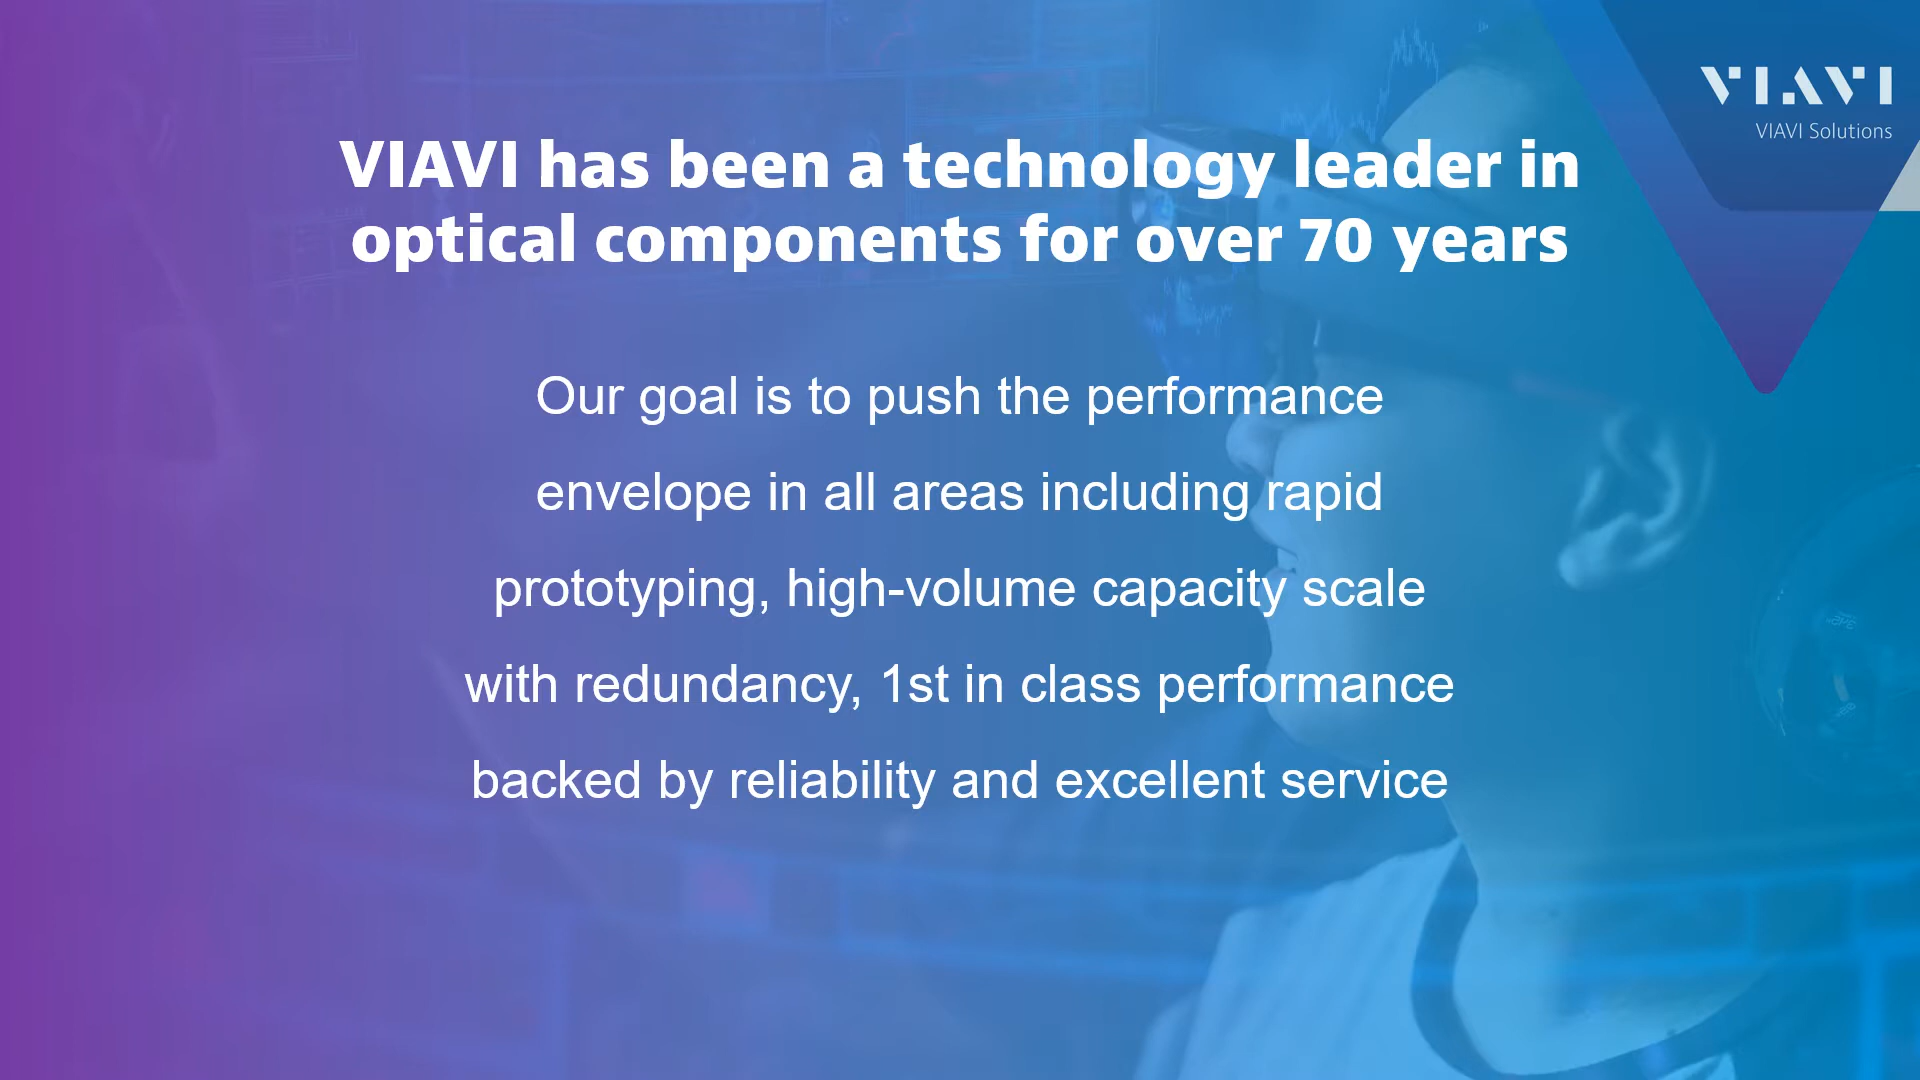 VIAVI
VIAVI Solutions
VIAVI has been a technology leader in
optical components for over 70 years
Our goal is to push the performance
envelope in all areas including rapid
prototyping, high-volume capacity scale
with redundancy, 1st in class performance
backed by reliability and excellent service